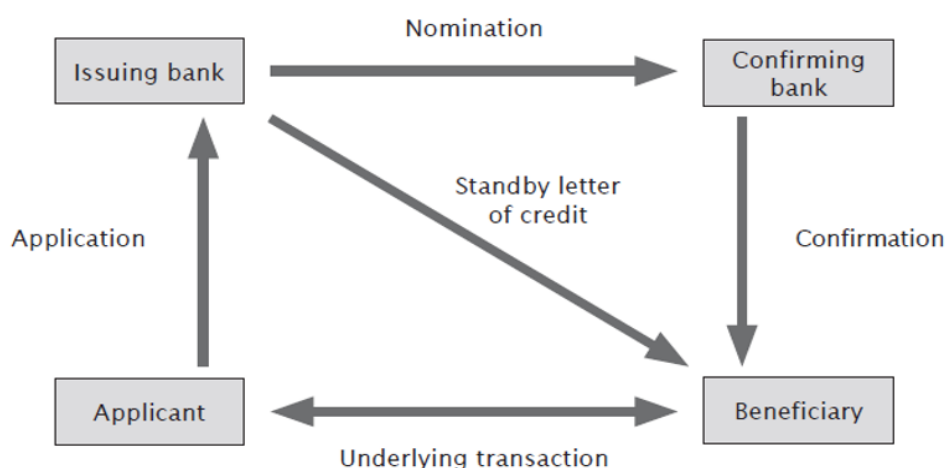 Nomination
Issuing bank
Confirming
bank
Standby letter
of credit
Application
Confirmation
Applicant
Beneficiary
Underlying transaction